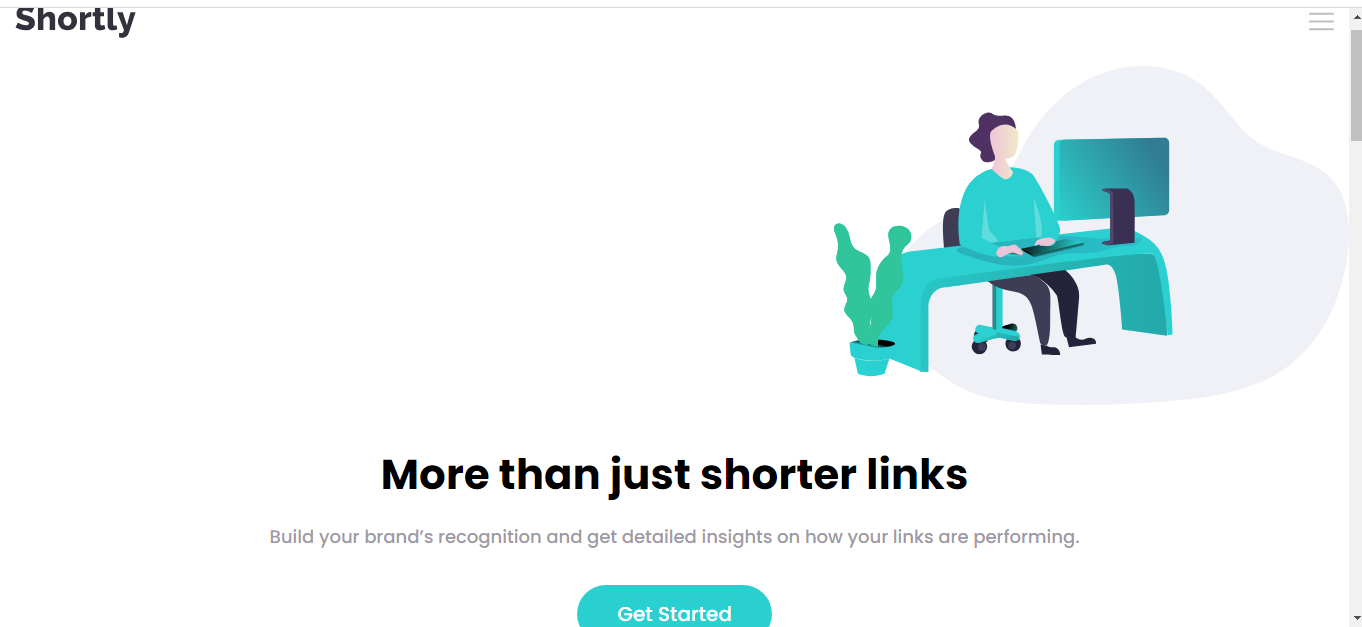 Shortly
More than just shorter links
Build your brand’s recognition and get detailed insights on how your links are performing.
Get Started